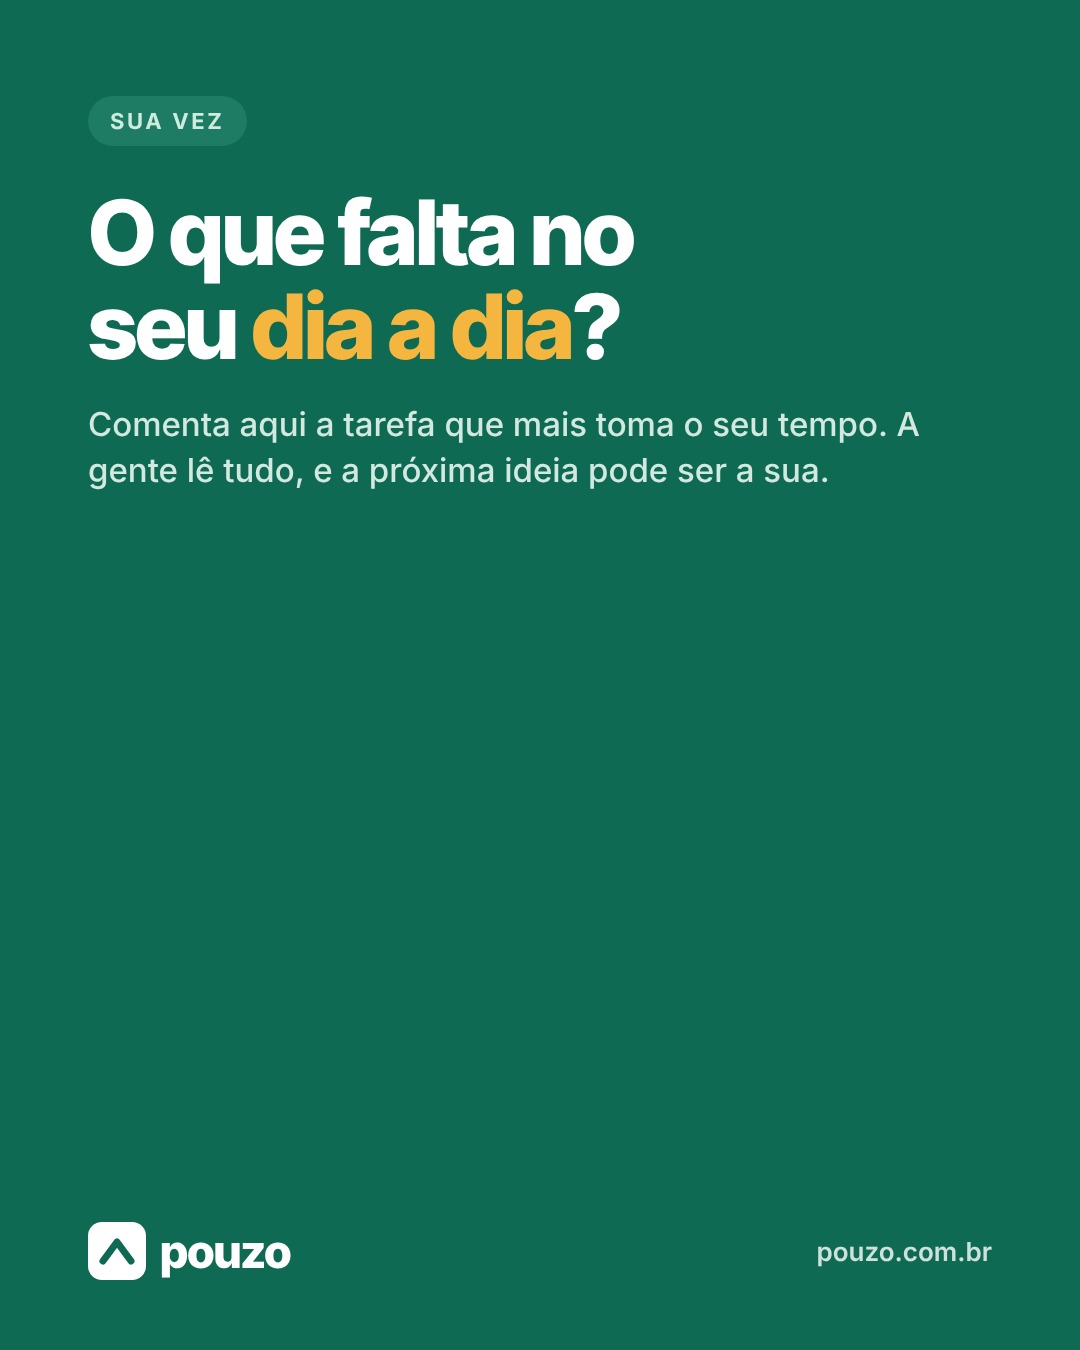 SUA VEZ
O que falta no
seu dia a dia?
Comenta aqui a tarefa que mais toma o seu tempo. A
gente lê tudo, e a próxima ideia pode ser a sua.
pouzo
pouzo.com.br